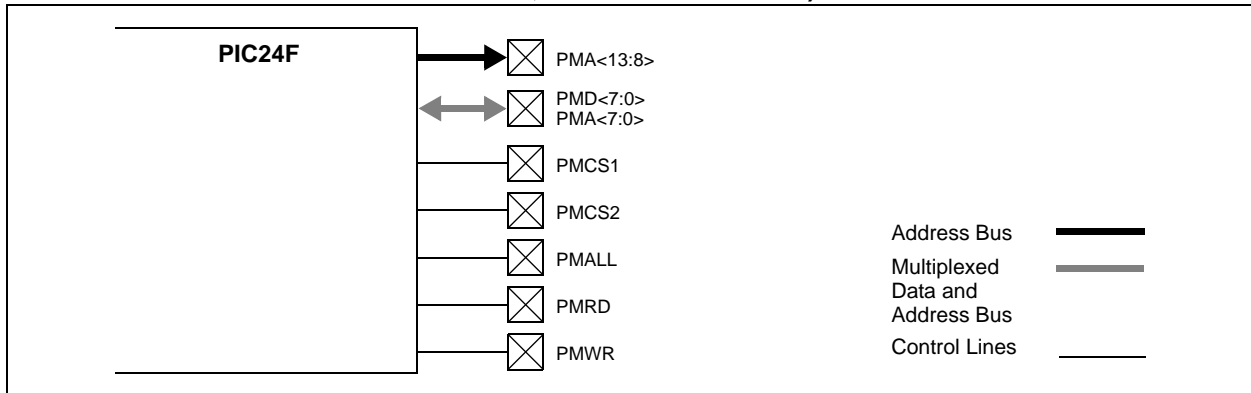 PIC24F
PMA<13:8>
PMD<7:0>
PMA<7:0>
PMCS1
PMCS2
PMALL
PMRD
PMWR
Address Bus
Multiplexed
Data and
Address Bus
Control Lines